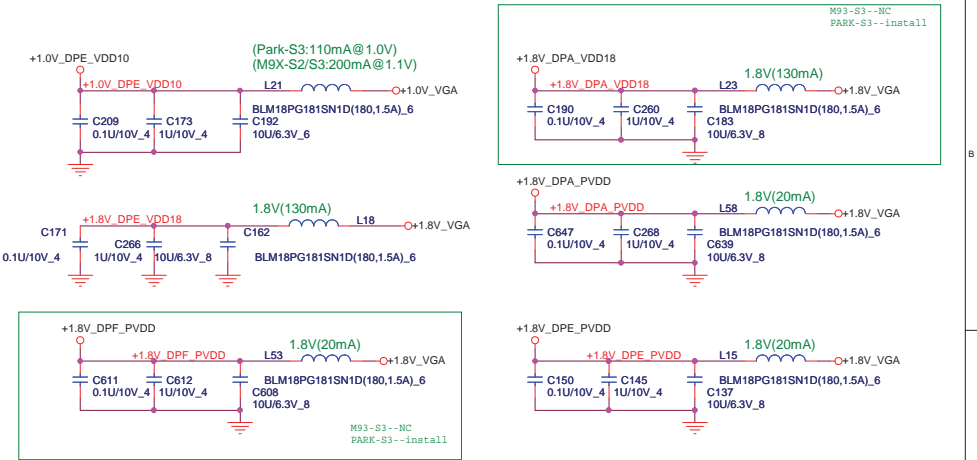 M93-S3--NC
PARK-S3--install
+1.0V_DPE_VDD10
(Park-S3:110mA@1.0V)
(M9X-S2/S3:200mA@1.1V)
+1.0V_DPE_VDD10
L21
+1.0V_VGA
BLM18PG181SN1D(180,1.5A)_6
C209
0.1U/10V_4
C173
1U/10V_4
C192
10U/6.3V_6
+1.8V_DPA_VDD18
1.8V(130mA)
+1.8V_DPA_VDD18
L23
+1.8V_VGA
BLM18PG181SN1D(180,1.5A)_6
C190
0.1U/10V_4
C260
1U/10V_4
C183
10U/6.3V_8
B
1.8V(130mA)
+1.8V_DPE_VDD18
L18
+1.8V_VGA
BLM18PG181SN1D(180,1.5A)_6
C171
0.1U/10V_4
C266
1U/10V_4
C162
10U/6.3V_8
+1.8V_DPA_PVDD
1.8V(20mA)
+1.8V_DPA_PVDD
L58
+1.8V_VGA
BLM18PG181SN1D(180,1.5A)_6
C647
0.1U/10V_4
C268
1U/10V_4
C639
10U/6.3V_8
+1.8V_DPF_PVDD
1.8V(20mA)
+1.8V_DPF_PVDD
L53
+1.8V_VGA
BLM18PG181SN1D(180,1.5A)_6
C611
0.1U/10V_4
C612
1U/10V_4
C608
10U/6.3V_8
M93-S3--NC
PARK-S3--install
+1.8V_DPE_PVDD
1.8V(20mA)
+1.8V_DPE_PVDD
L15
+1.8V_VGA
BLM18PG181SN1D(180,1.5A)_6
C150
0.1U/10V_4
C145
1U/10V_4
C137
10U/6.3V_8